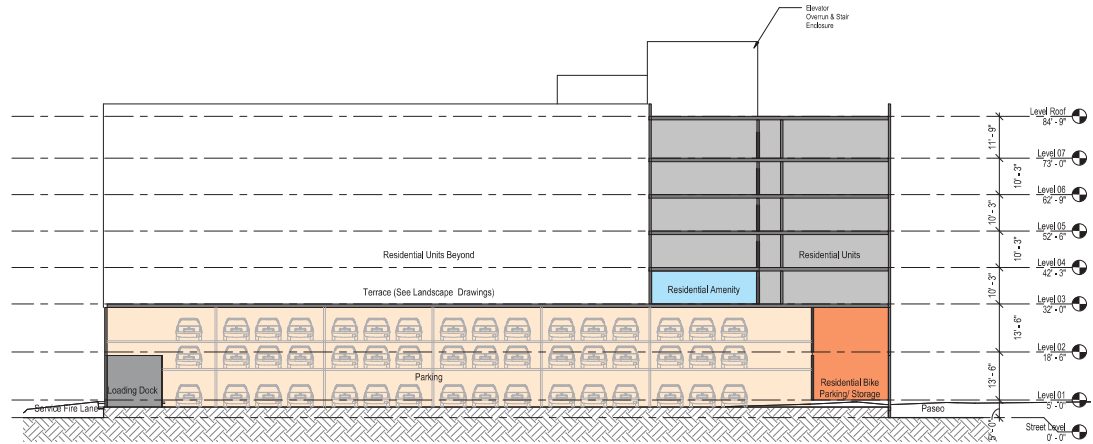 Elevator
Overrun & Stair
Enclosure
Level Roof
84' - 9"
11' - 9"
Level 07
73' - 0"
10' - 3"
Level 06
62' - 9"
10' - 3"
Level 05
52' - 6"
Residential Units Beyond
Residential Units
10' - 3"
Level 04
42' - 3"
Terrace (See Landscape Drawings)
Residential Amenity
10' - 3"
Level 03
32' - 0"
13' - 6"
Level 02
18' - 6"
Parking
Loading Dock
Residential Bike
Parking/ Storage
13' - 6"
Level 01
5' - 0"
Service Fire Lane
Paseo
5' - 0"
Street Level
0' - 0"